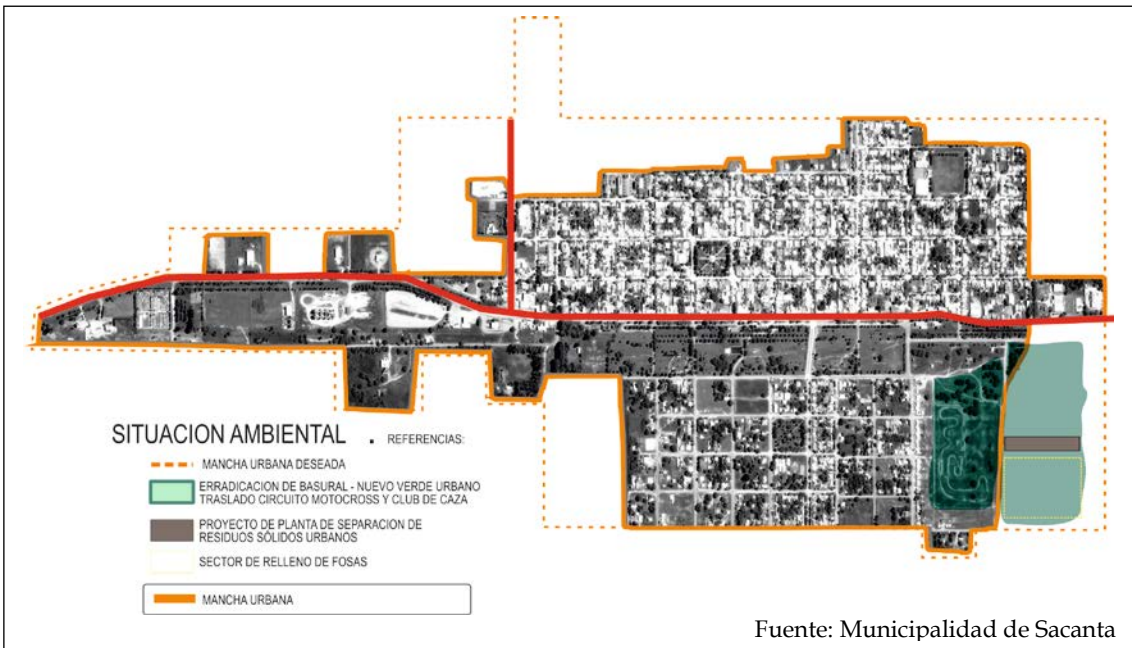 SITUACION AMBIENTAL . REFERENCIAS:
MANCHA URBANA DESEADA
ERRADICACION DE BASURAL - NUEVO VERDE URBANO
TRASLADO CIRCUITO MOTOCROSS Y CLUB DE CAZA
PROYECTO DE PLANTA DE SEPARACION DE
RESIDUOS SÓLIDOS URBANOS
SECTOR DE RELLENO DE FOSAS
MANCHA URBANA
Fuente: Municipalidad de Sacanta